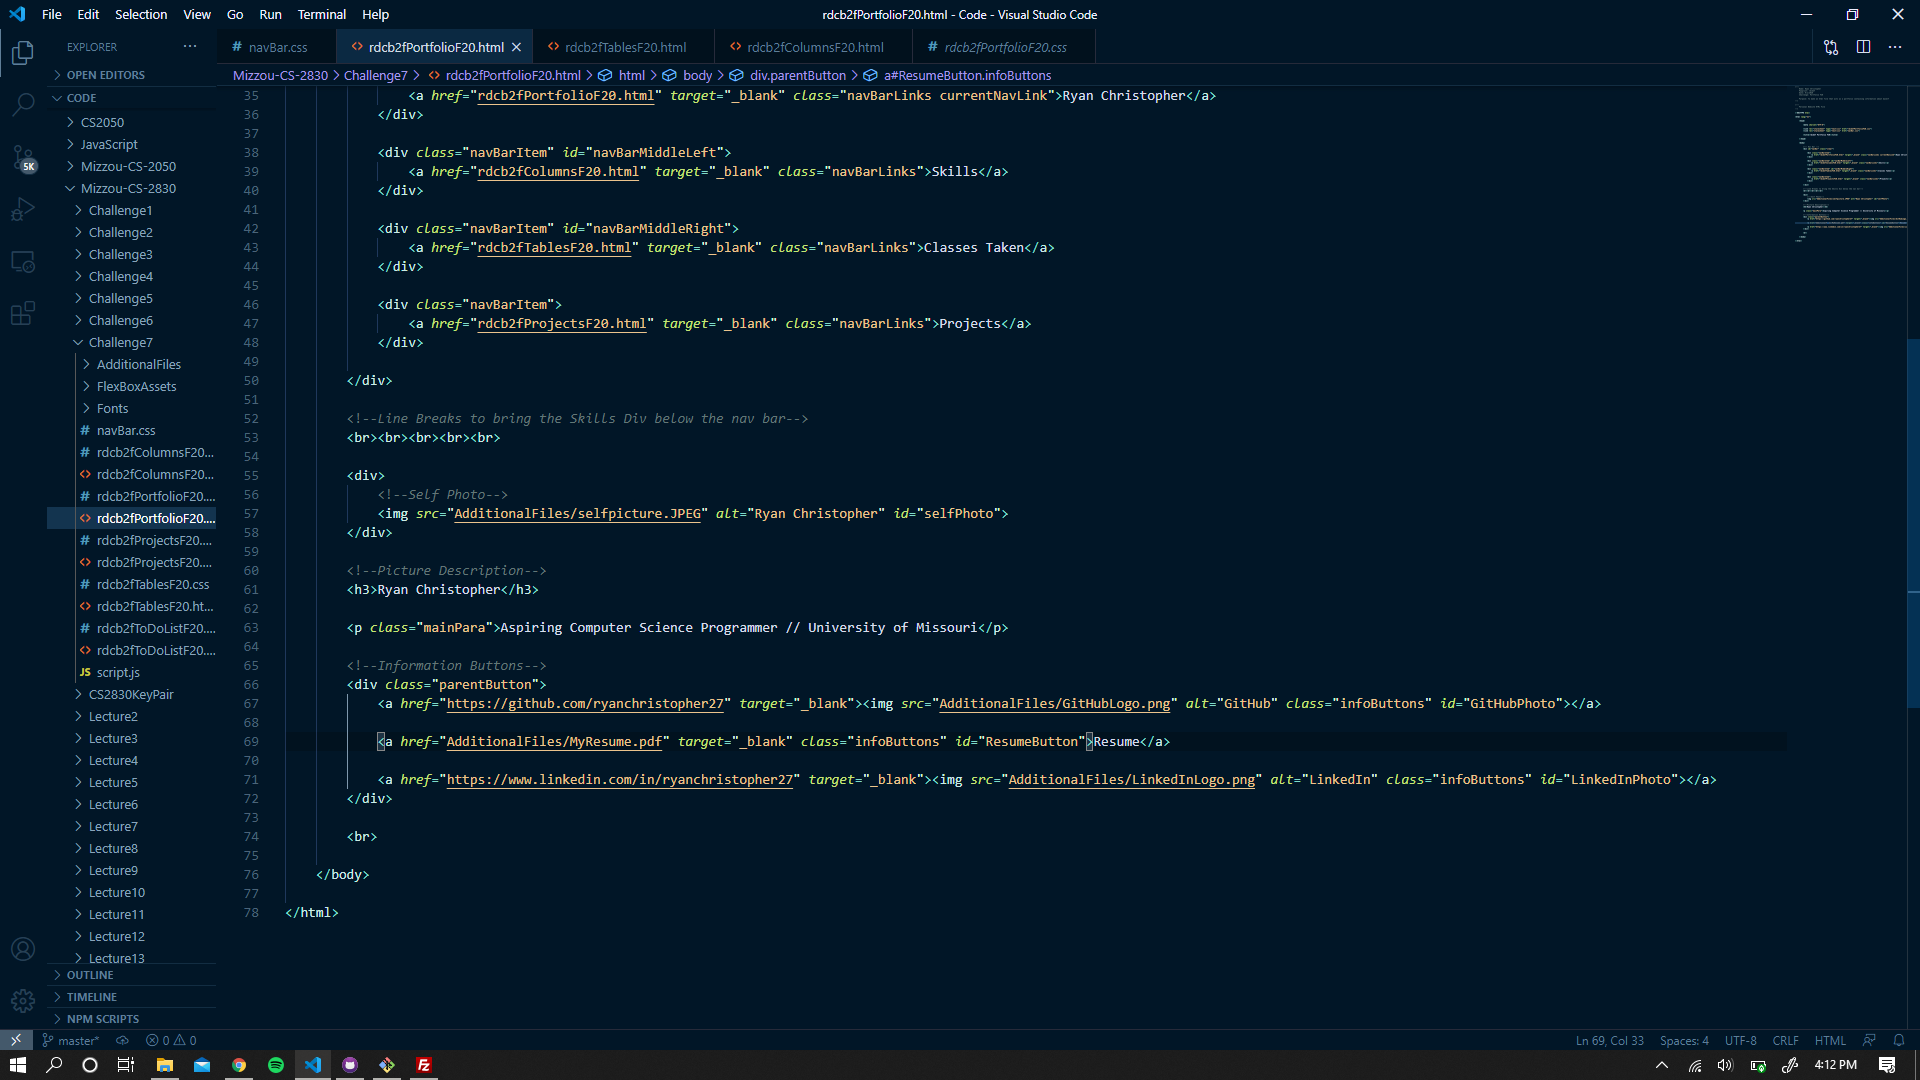 File Edit Selection View Go Run Terminal Help
rdcb2fPortfolioF20.html - Code - Visual Studio Code
EXPLORER ···
# navBar.css
<> rdcb2fPortfolioF20.html ×
<> rdcb2fTablesF20.html
<> rdcb2fColumnsF20.html
# rdcb2fPortfolioF20.css
Mizzou-CS-2830 > Challenge7 > <> rdcb2fPortfolioF20.html > html > body > div.parentButton > a#ResumeButton.infoButtons
> OPEN EDITORS
CODE
> CS2050
> JavaScript
> Mizzou-CS-2050
Mizzou-CS-2830
> Challenge1
> Challenge2
> Challenge3
> Challenge4
> Challenge5
> Challenge6
Challenge7
> AdditionalFiles
> FlexBoxAssets
> Fonts
# navBar.css
# rdcb2fColumnsF20...
<> rdcb2fColumnsF20...
# rdcb2fPortfolioF20....
<> rdcb2fPortfolioF20....
# rdcb2fProjectsF20....
<> rdcb2fProjectsF20....
# rdcb2fTablesF20.css
<> rdcb2fTablesF20.ht...
# rdcb2fToDoListF20....
<> rdcb2fToDoListF20....
JS script.js
> CS2830KeyPair
> Lecture2
> Lecture3
> Lecture4
> Lecture5
> Lecture6
> Lecture7
> Lecture8
> Lecture9
> Lecture10
> Lecture11
> Lecture12
> Lecture13
> OUTLINE
> TIMELINE
> NPM SCRIPTS
5K
35 <a href="rdcb2fPortfolioF20.html" target="_blank" class="navBarLinks currentNavLink">Ryan Christopher</a>
36 </div>
37
38 <div class="navBarItem" id="navBarMiddleLeft">
39 <a href="rdcb2fColumnsF20.html" target="_blank" class="navBarLinks">Skills</a>
40 </div>
41
42 <div class="navBarItem" id="navBarMiddleRight">
43 <a href="rdcb2fTablesF20.html" target="_blank" class="navBarLinks">Classes Taken</a>
44 </div>
45
46 <div class="navBarItem">
47 <a href="rdcb2fProjectsF20.html" target="_blank" class="navBarLinks">Projects</a>
48 </div>
49
50 </div>
51
52 <!--Line Breaks to bring the Skills Div below the nav bar-->
53 <br><br><br><br><br>
54
55 <div>
56 <!--Self Photo-->
57 <img src="AdditionalFiles/selfpicture.JPEG" alt="Ryan Christopher" id="selfPhoto">
58 </div>
59
60 <!--Picture Description-->
61 <h3>Ryan Christopher</h3>
62
63 <p class="mainPara">Aspiring Computer Science Programmer // University of Missouri</p>
64
65 <!--Information Buttons-->
66 <div class="parentButton">
67 <a href="https://github.com/ryanchristopher27" target="_blank"><img src="AdditionalFiles/GitHubLogo.png" alt="GitHub" class="infoButtons" id="GitHubPhoto"></a>
68
69 <a href="AdditionalFiles/MyResume.pdf" target="_blank" class="infoButtons" id="ResumeButton">Resume</a>
70
71 <a href="https://www.linkedin.com/in/ryanchristopher27" target="_blank"><img src="AdditionalFiles/LinkedInLogo.png" alt="LinkedIn" class="infoButtons" id="LinkedInPhoto"></a>
72 </div>
73
74 <br>
75
76 </body>
77
78 </html>
master* 0 0
Ln 69, Col 33 Spaces: 4 UTF-8 CRLF HTML
Fz
4:12 PM